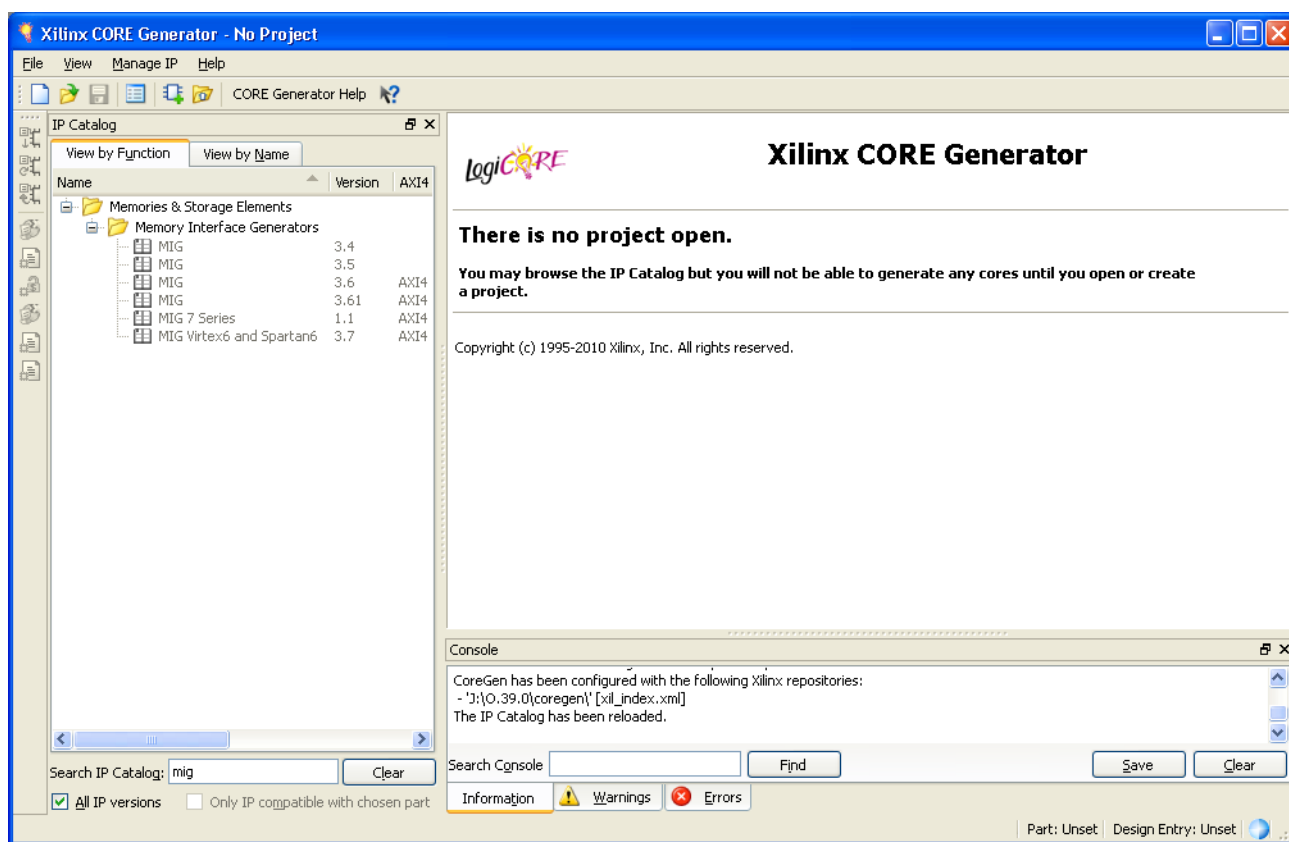 Xilinx CORE Generator - No Project
File View Manage IP Help
CORE Generator Help
IP Catalog
View by Function View by Name
Name Version AXI4
Memories & Storage Elements
Memory Interface Generators
MIG 3.4
MIG 3.5
MIG 3.6 AXI4
MIG 3.61 AXI4
MIG 7 Series 1.1 AXI4
MIG Virtex6 and Spartan6 3.7 AXI4
Search IP Catalog: mig Clear
All IP versions Only IP compatible with chosen part
LogiCORE Xilinx CORE Generator
There is no project open.
You may browse the IP Catalog but you will not be able to generate any cores until you open or create
a project.
Copyright (c) 1995-2010 Xilinx, Inc. All rights reserved.
Console
CoreGen has been configured with the following Xilinx repositories:
- 'J:\O.39.0\coregen\' [xil_index.xml]
The IP Catalog has been reloaded.
Search Console Find Save Clear
Information Warnings Errors
Part: Unset Design Entry: Unset